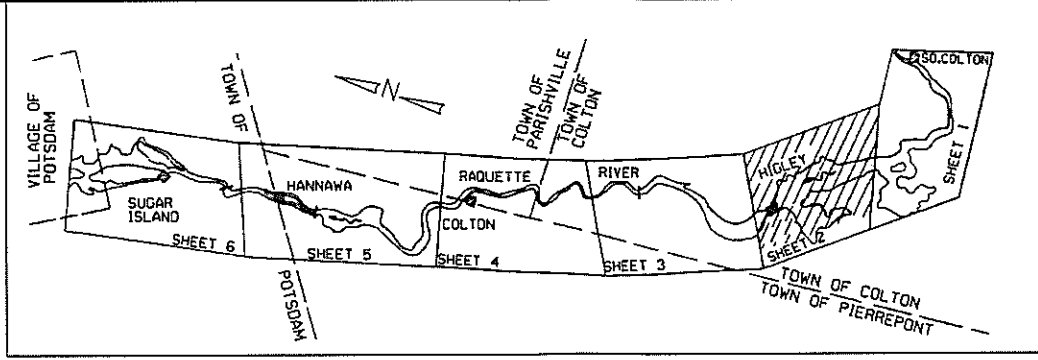 VILLAGE OF
POTSDAM
SUGAR
ISLAND
SHEET 6
TOWN OF
POTSDAM
HANNAWA
SHEET 5
N
RAQUETTE
COLTON
SHEET 4
TOWN OF
PARISHVILLE
TOWN OF
COLTON
RIVER
SHEET 3
HIGLEY
SHEET 2
SO.COLTON
SHEET 1
TOWN OF COLTON
TOWN OF PIERREPONT